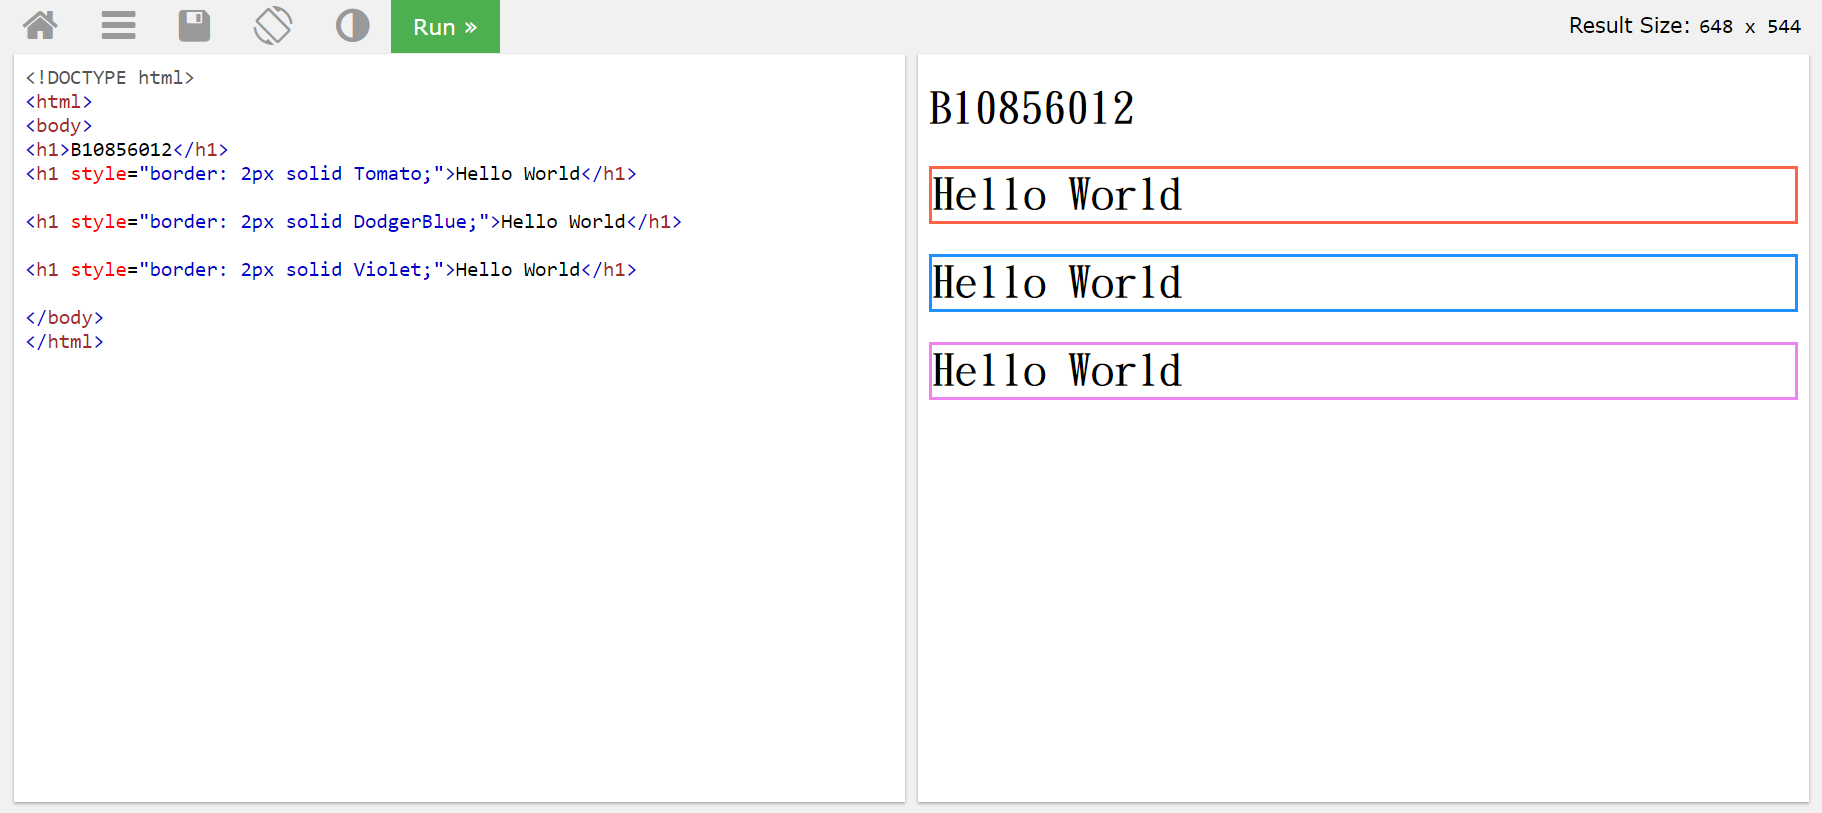 Run »
Result Size: 648 x 544
<!DOCTYPE html>
<html>
<body>
<h1>B10856012</h1>
<h1 style="border: 2px solid Tomato;">Hello World</h1>
<h1 style="border: 2px solid DodgerBlue;">Hello World</h1>
<h1 style="border: 2px solid Violet;">Hello World</h1>
</body>
</html>
B10856012
Hello World
Hello World
Hello World